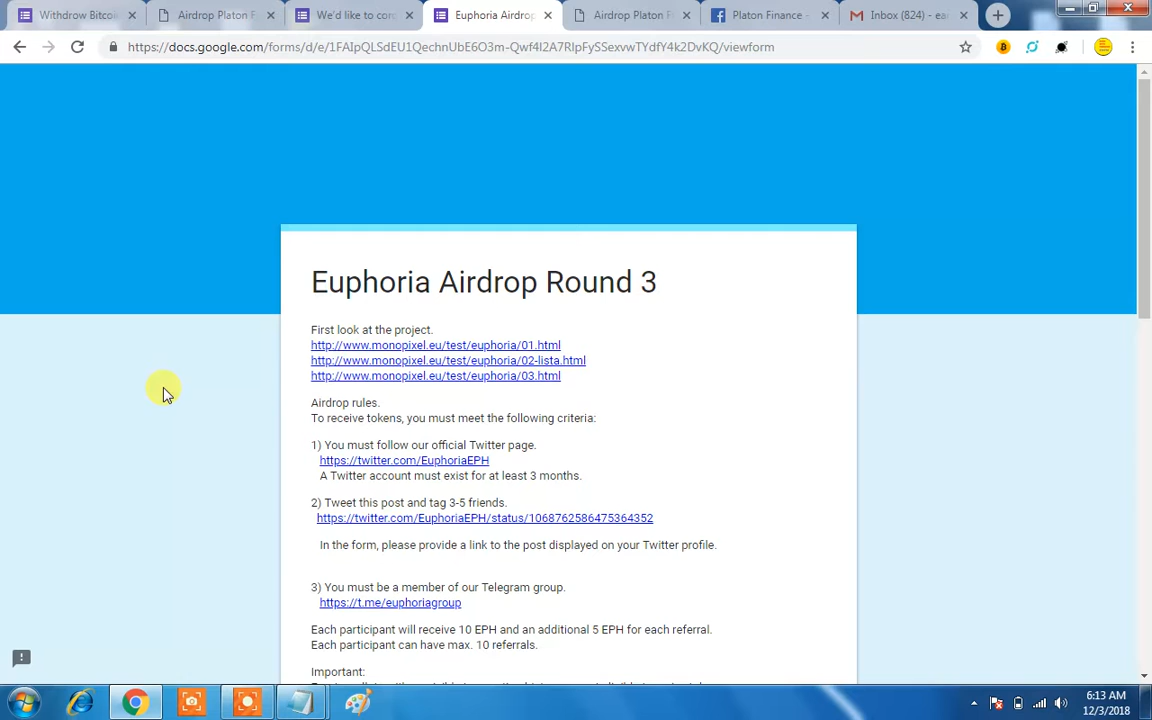 Withdrow Bitcoi
Airdrop Platon F
We'd like to con
Euphoria Airdrop
Airdrop Platon F
Platon Finance -
Inbox (824) - ea
https://docs.google.com/forms/d/e/1FAIpQLSdEU1QechnUbE6O3m-Qwf4I2A7RIpFySSexvwTYdfY4k2DvKQ/viewform
Euphoria Airdrop Round 3
First look at the project.
http://www.monopixel.eu/test/euphoria/01.html
http://www.monopixel.eu/test/euphoria/02-lista.html
http://www.monopixel.eu/test/euphoria/03.html
Airdrop rules.
To receive tokens, you must meet the following criteria:
1) You must follow our official Twitter page.
https://twitter.com/EuphoriaEPH
A Twitter account must exist for at least 3 months.
2) Tweet this post and tag 3-5 friends.
https://twitter.com/EuphoriaEPH/status/1068762586475364352
In the form, please provide a link to the post displayed on your Twitter profile.
3) You must be a member of our Telegram group.
https://t.me/euphoriagroup
Each participant will receive 10 EPH and an additional 5 EPH for each referral.
Each participant can have max. 10 referrals.
Important:
6:13 AM
12/3/2018